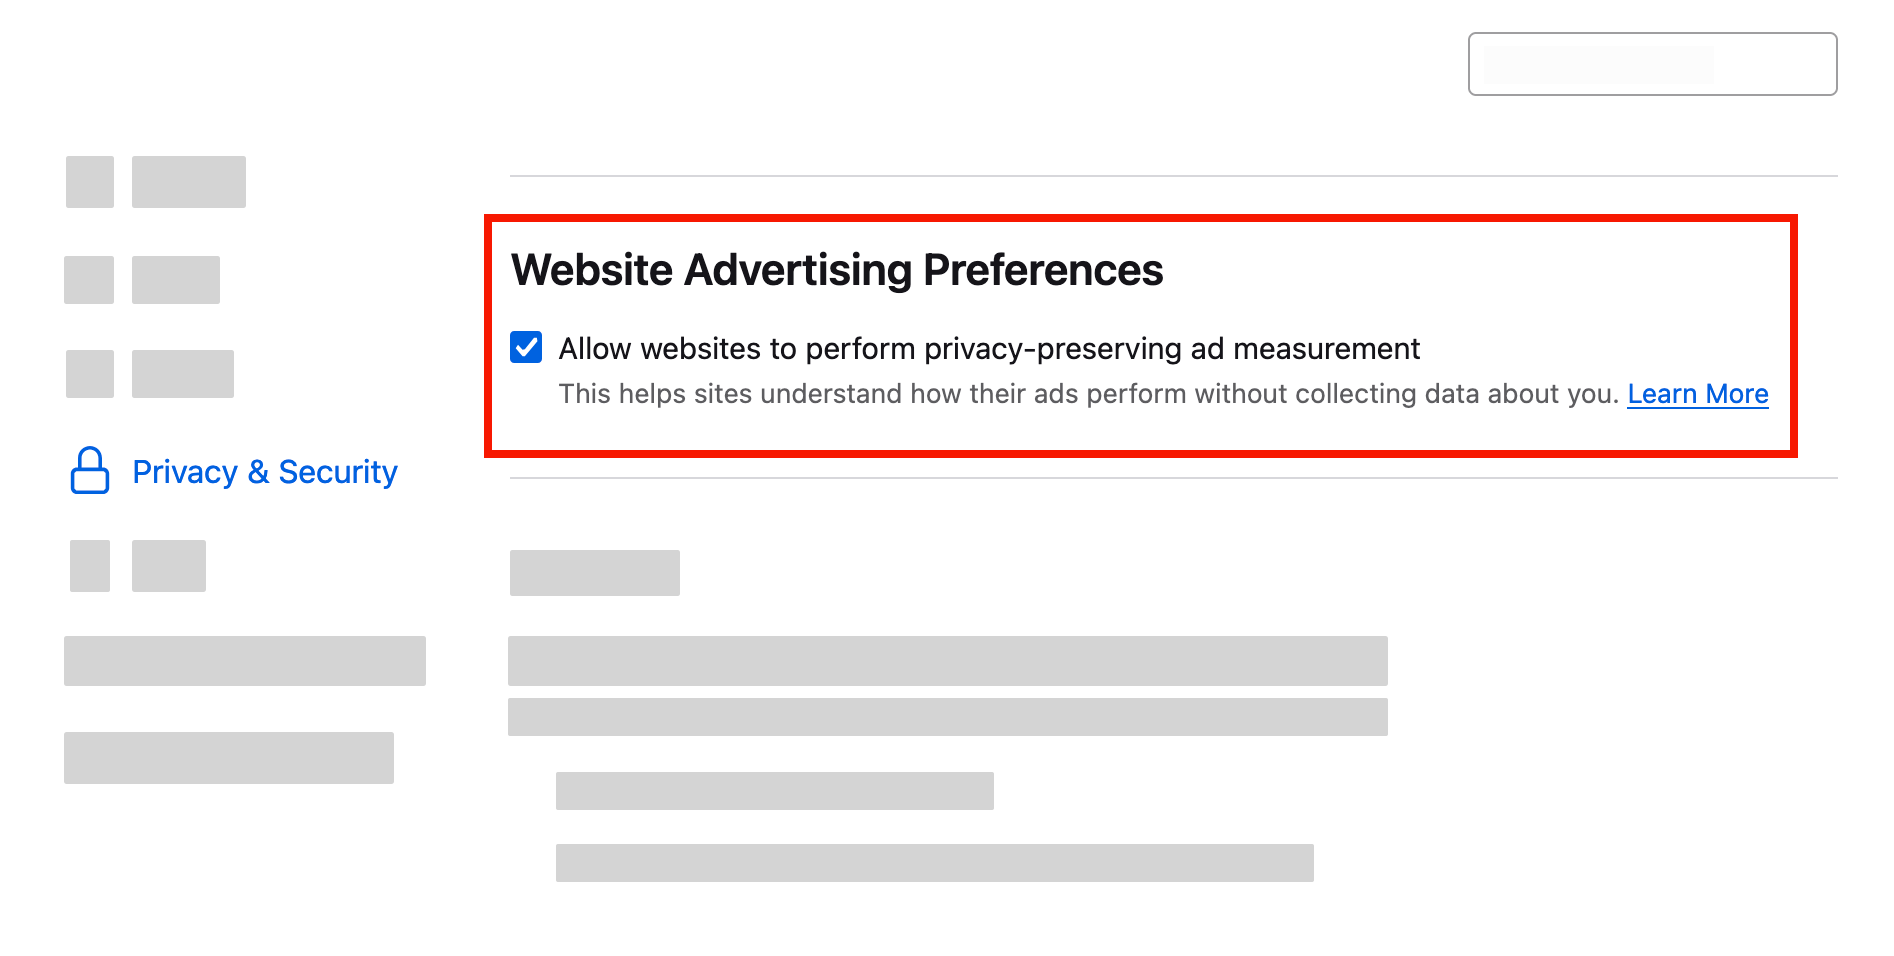 Website Advertising Preferences
Allow websites to perform privacy-preserving ad measurement
This helps sites understand how their ads perform without collecting data about you. Learn More
Privacy & Security